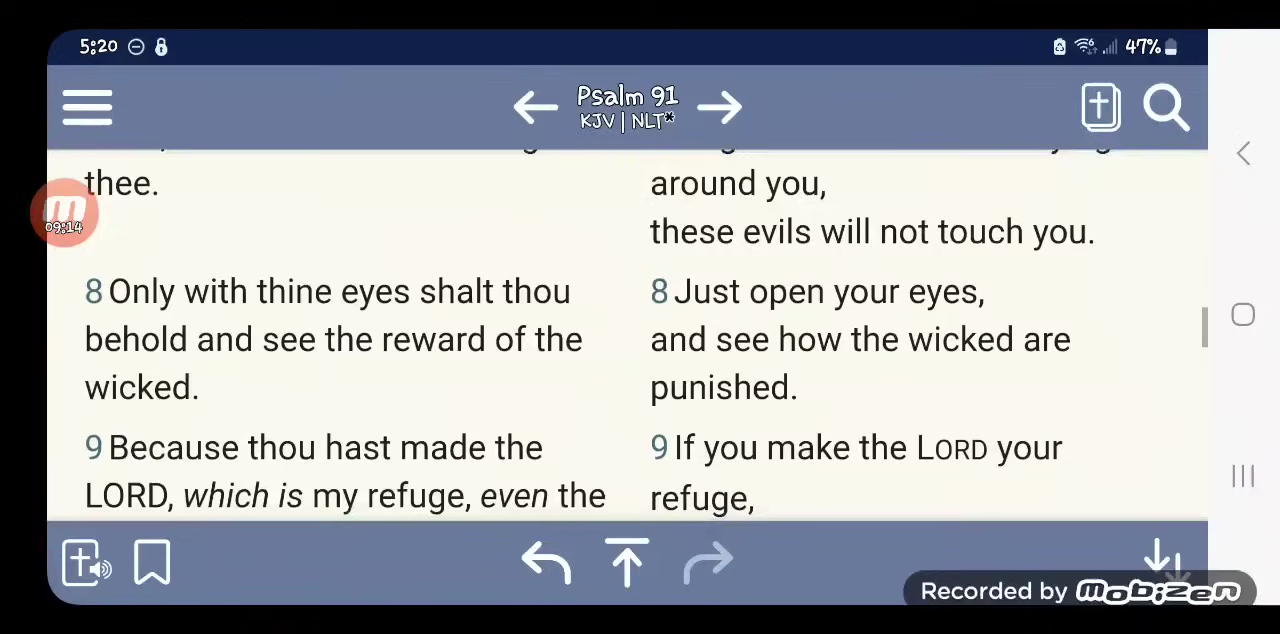 5:20 47%
Psalm 91
KJV | NLT*
thee.
09:14
8 Only with thine eyes shalt thou
behold and see the reward of the
wicked.
9 Because thou hast made the
LORD, which is my refuge, even the
around you,
these evils will not touch you.
8 Just open your eyes,
and see how the wicked are
punished.
9 If you make the LORD your
refuge,
Recorded by Mobizen